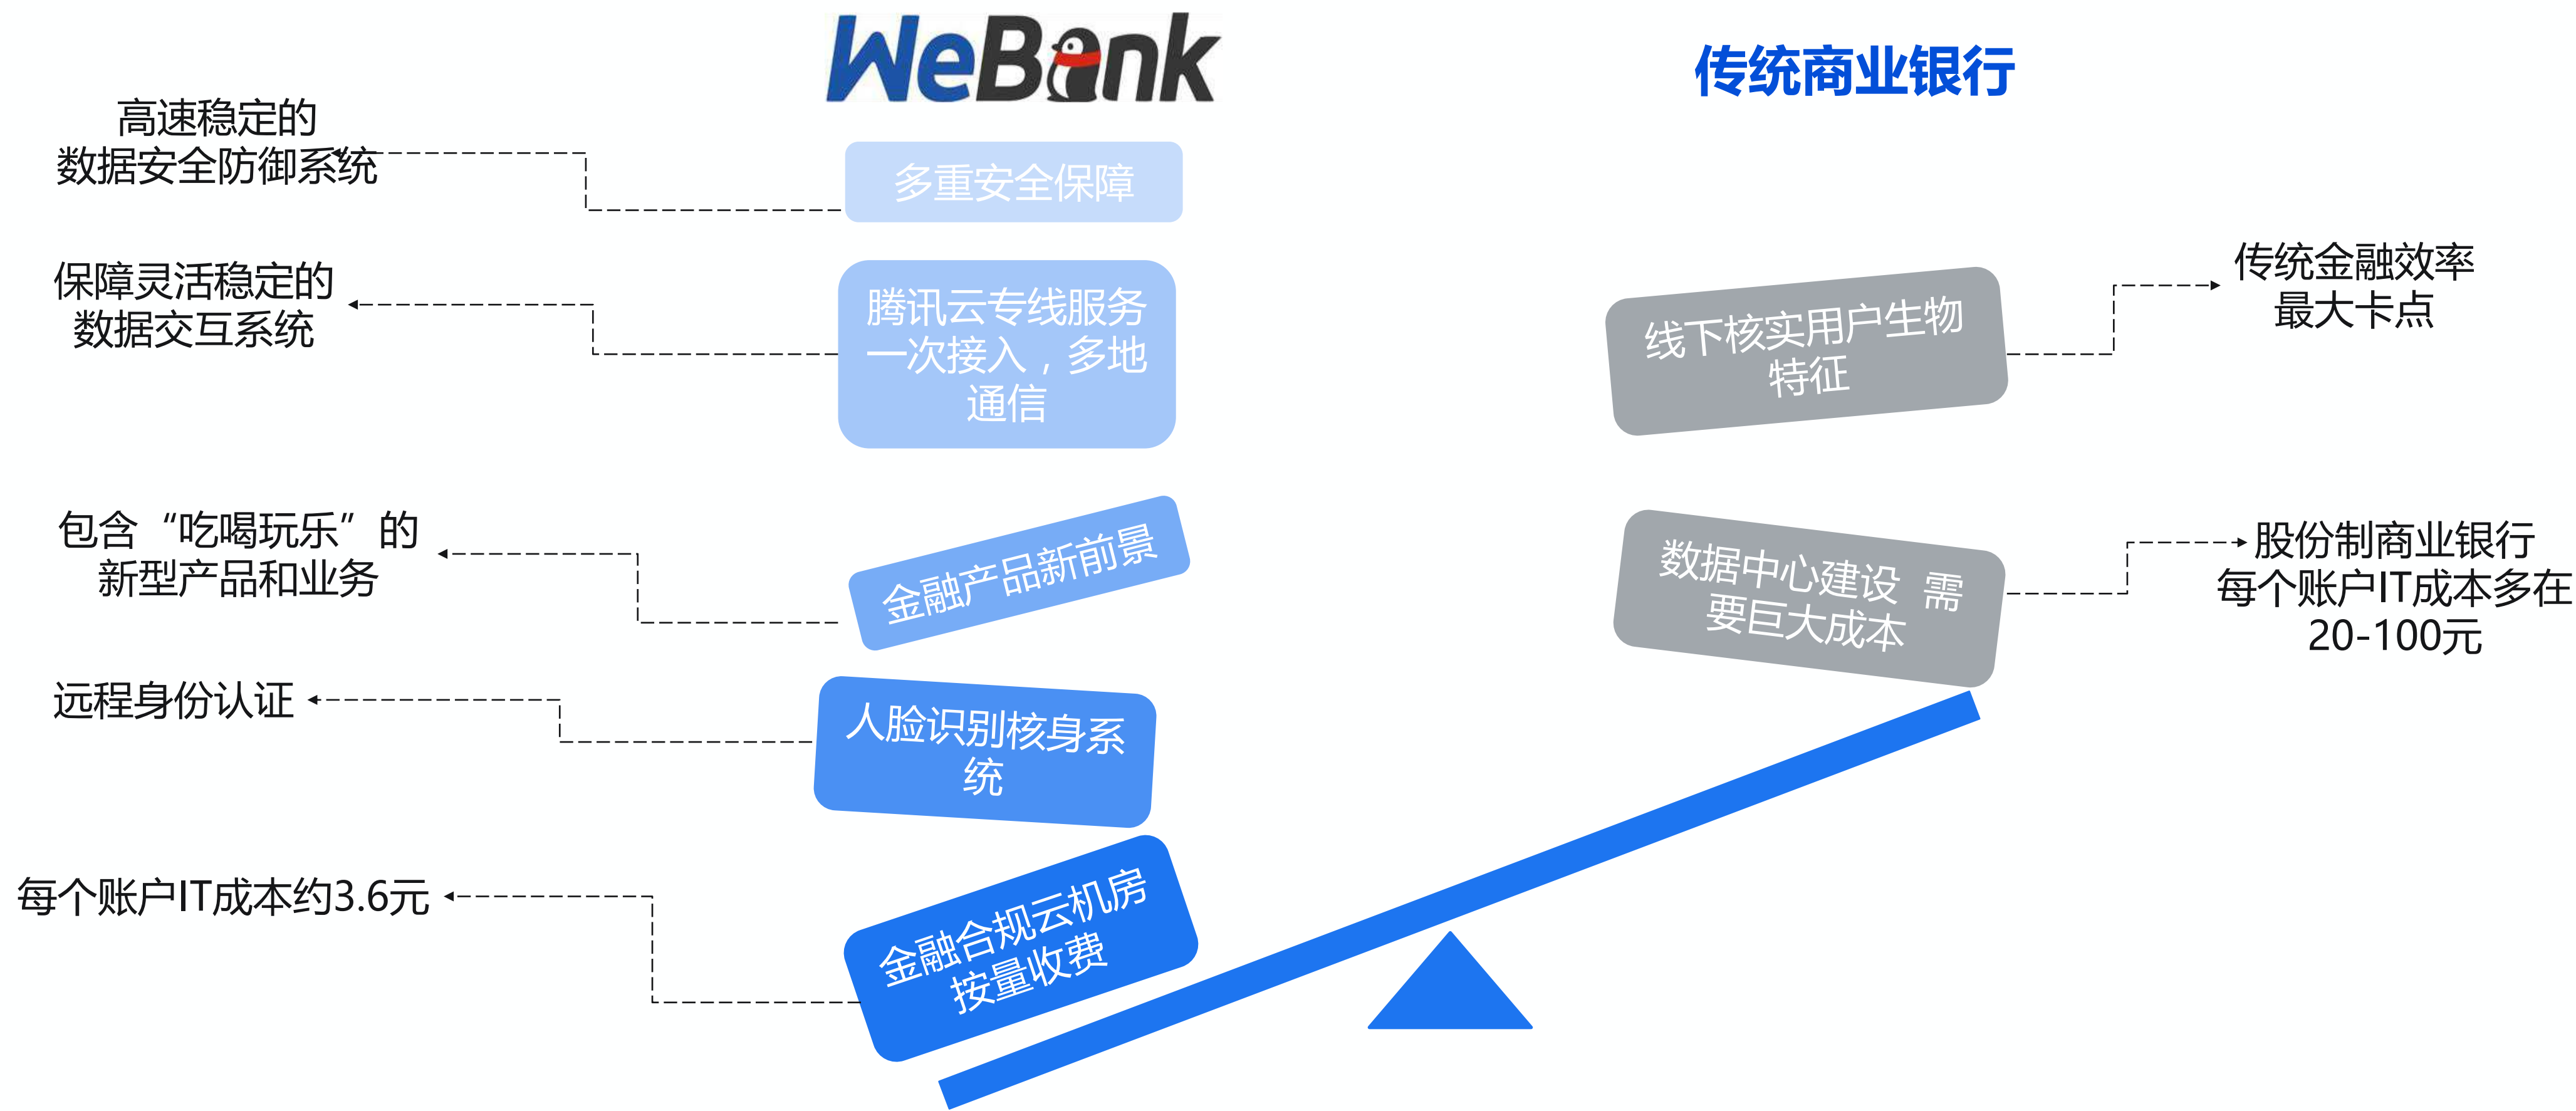 WeBank
传统商业银行
高速稳定的
数据安全防御系统
多重安全保障
保障灵活稳定的
数据交互系统
腾讯云专线服务
一次接入，多地
通信
线下核实用户生物
特征
传统金融效率
最大卡点
包含“吃喝玩乐”的
新型产品和业务
金融产品新前景
数据中心建设 需
要巨大成本
股份制商业银行
每个账户IT成本多在
20-100元
远程身份认证
人脸识别核身系
统
每个账户IT成本约3.6元
金融合规云机房
按量收费